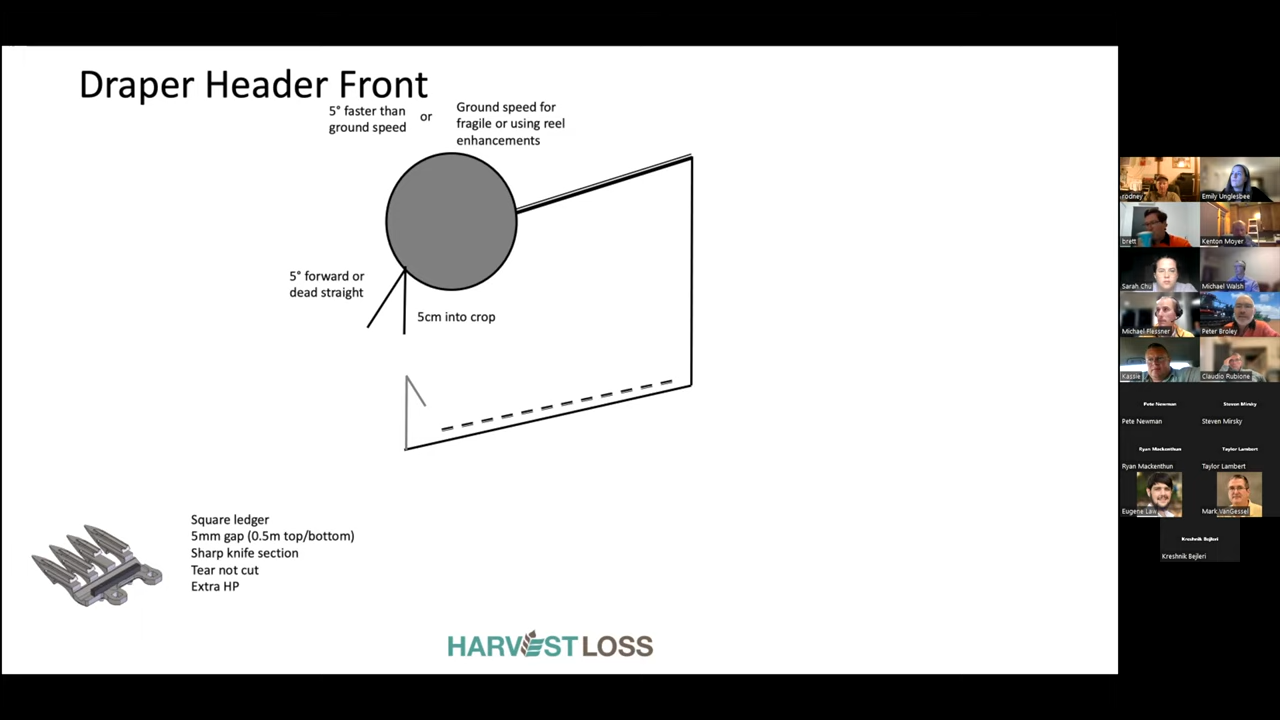 Draper Header Front
5° faster than
ground speed
or
Ground speed for
fragile or using reel
enhancements
5° forward or
dead straight
5cm into crop
Square ledger
5mm gap (0.5m top/bottom)
Sharp knife section
Tear not cut
Extra HP
HARVEST LOSS
rodney
Emily Unglesbee
brett
Kenton Moyer
Sarah Chu
Michael Walsh
Michael Flessner
Peter Broley
Kassie
Claudio Rubione
Pete Newman
Steven Mirsky
Pete Newman
Steven Mirsky
Ryan Mackenthun
Taylor Lambert
Ryan Mackenthun
Taylor Lambert
Eugene Law
Mark VanGessel
Kreshnik Bejleri
Kreshnik Bejleri